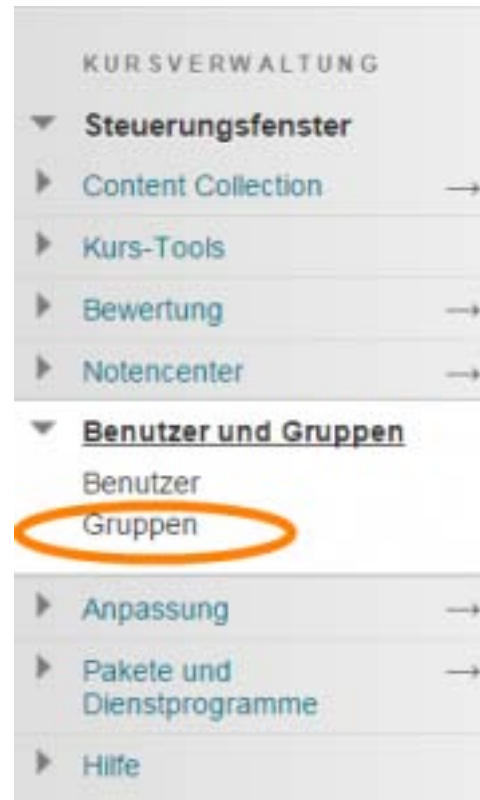 KURSVERWALTUNG
Steuerungsfenster
Content Collection
Kurs-Tools
Bewertung
Notencenter
Benutzer und Gruppen
Benutzer
Gruppen
Anpassung
Pakete und
Dienstprogramme
Hilfe